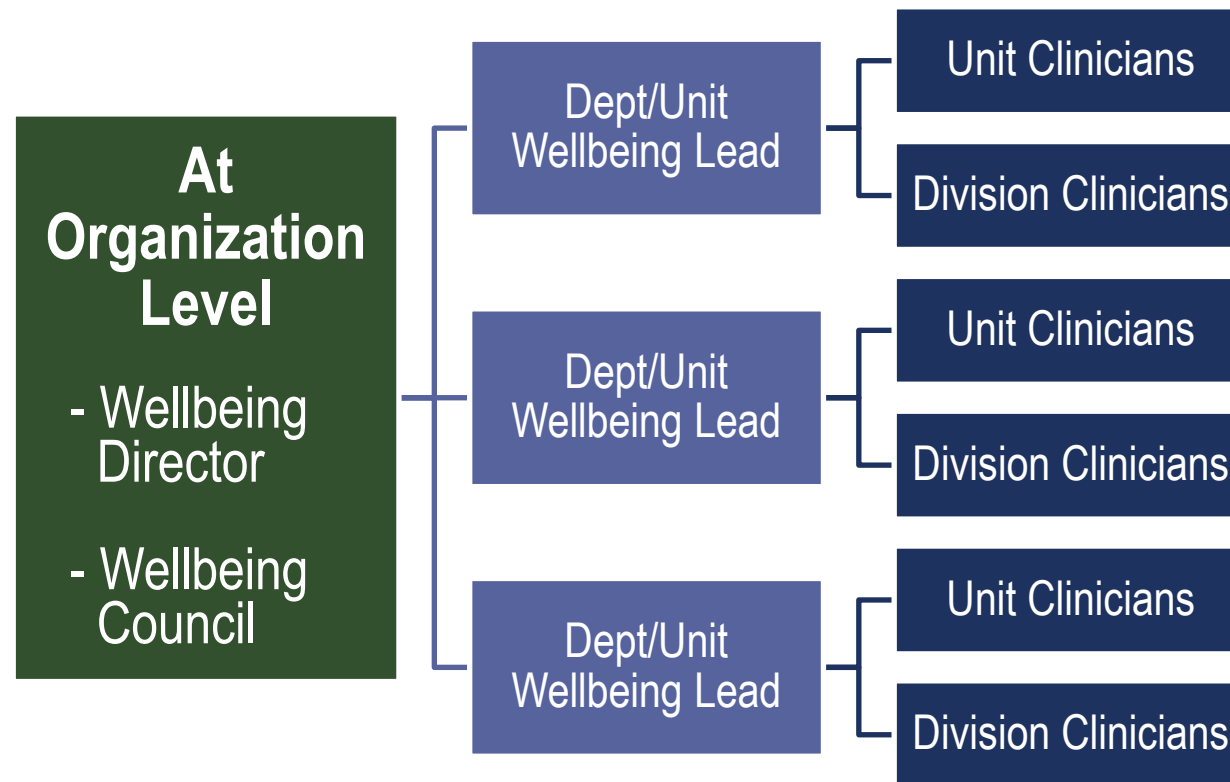 At
Organization
Level
- Wellbeing
Director
- Wellbeing
Council
Dept/Unit
Wellbeing Lead
Unit Clinicians
Division Clinicians
Dept/Unit
Wellbeing Lead
Unit Clinicians
Division Clinicians
Dept/Unit
Wellbeing Lead
Unit Clinicians
Division Clinicians